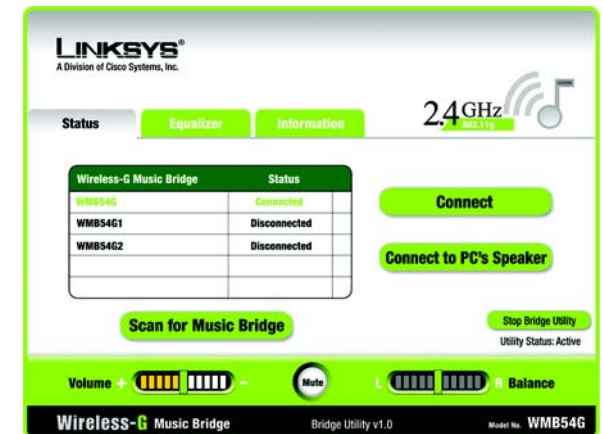 LINKSYS®
A Division of Cisco Systems, Inc.
2.4GHz
802.11g
Status Equalizer Information
Wireless-G Music Bridge Status
WMB54G Connected
WMB54G1 Disconnected
WMB54G2 Disconnected
Connect
Connect to PC's Speaker
Scan for Music Bridge
Stop Bridge Utility
Utility Status: Active
Volume + - Mute L R Balance
Wireless-G Music Bridge Bridge Utility v1.0 Model No. WMB54G